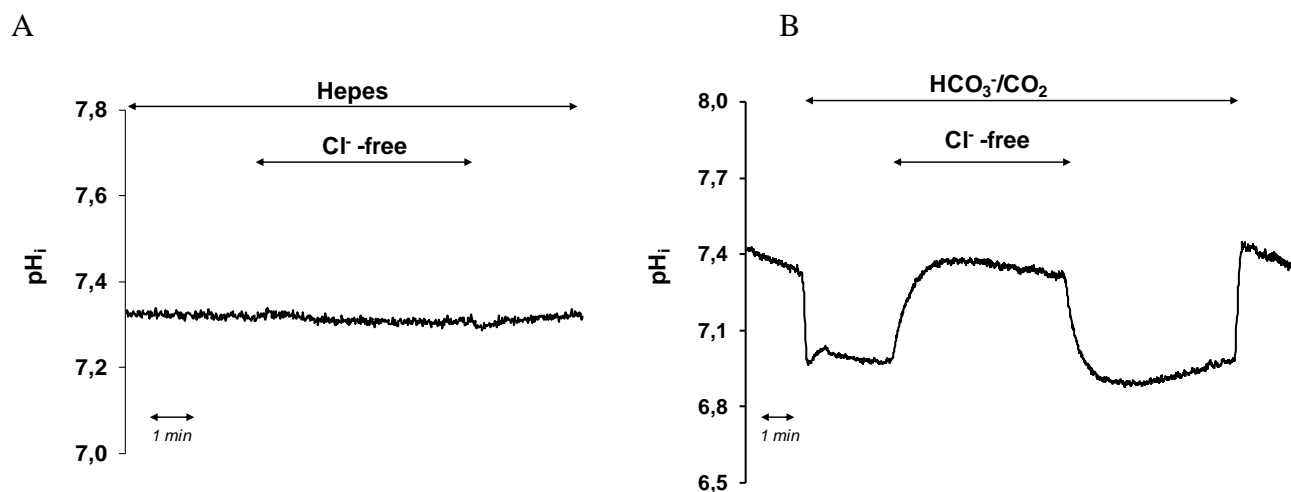 A
Hepes
Cl⁻ -free
7,8
7,6
7,4
7,2
7,0
pHᵢ
1 min
B
HCO₃⁻/CO₂
Cl⁻ -free
8,0
7,7
7,4
7,1
6,8
6,5
pHᵢ
1 min